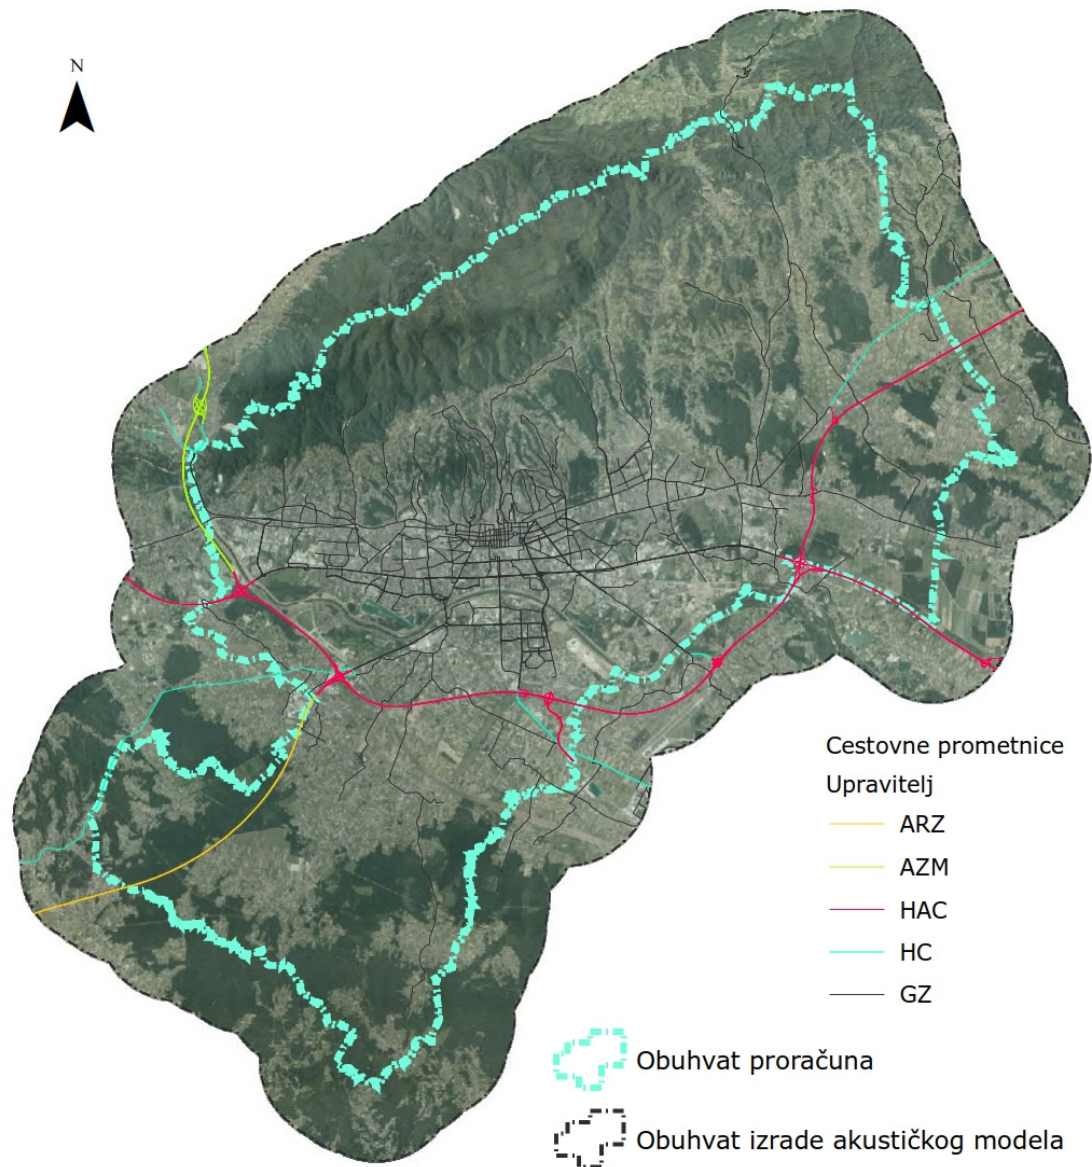 N
Cestovne prometnice
Upravitelj
ARZ
AZM
HAC
HC
GZ
Obuhvat proračuna
Obuhvat izrade akustičkog modela